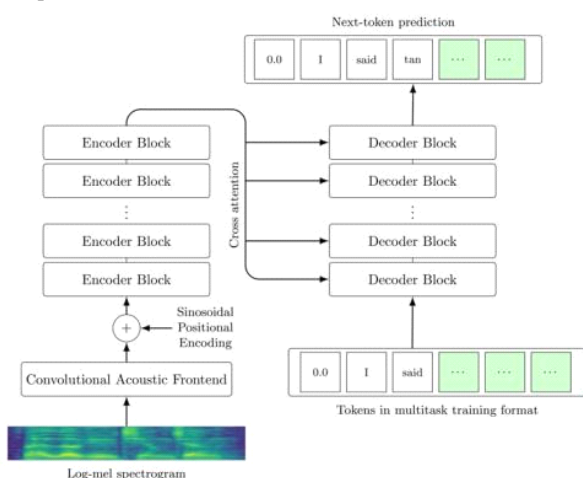 Next-token prediction
0.0 I said tan ... ...
Encoder Block
Encoder Block
⋮
Encoder Block
Encoder Block
Cross attention
Decoder Block
Decoder Block
⋮
Decoder Block
Decoder Block
+
Sinosoidal
Positional
Encoding
Convolutional Acoustic Frontend
Log-mel spectrogram
0.0 I said ... ... ...
Tokens in multitask training format